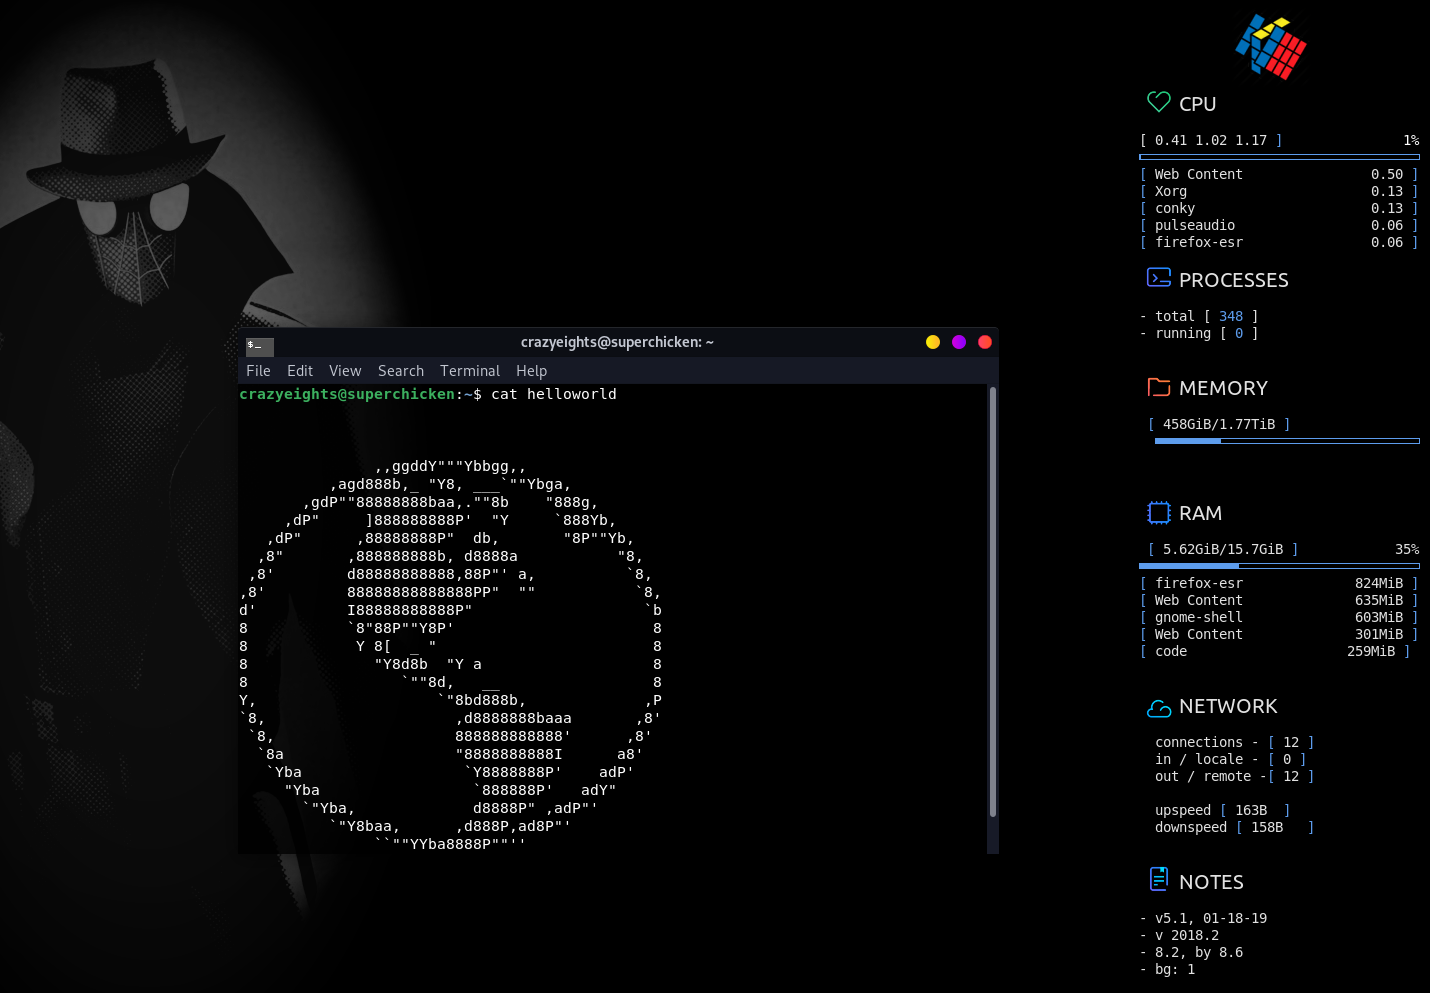 crazyeights@superchicken: ~
File Edit View Search Terminal Help
crazyeights@superchicken:~$ cat helloworld
                ,,ggddY"""Ybbgg,,
          ,agd888b,_ "Y8, ___`""Ybga,
       ,gdP""88888888baa,.""8b    "888g,
     ,dP"     ]888888888P'  "Y     `888Yb,
   ,dP"      ,88888888P"  db,       "8P""Yb,
  ,8"       ,888888888b, d8888a           "8,
 ,8'        d88888888888,88P"' a,          `8,
,8'         88888888888888PP"  ""           `8,
d'          I88888888888P"                   `b
8           `8"88P""Y8P'                      8
8            Y 8[  _ "                        8
8              "Y8d8b  "Y a                   8
8                 `""8d,   __                 8
Y,                    `"8bd888b,             ,P
`8,                     ,d8888888baaa       ,8'
 `8,                    888888888888'      ,8'
  `8a                   "8888888888I      a8'
   `Yba                  `Y8888888P'    adP'
     "Yba                 `888888P'   adY"
       `"Yba,             d8888P" ,adP"'
          `"Y8baa,      ,d888P,ad8P"'
               ``""YYba8888P""''
CPU
[ 0.41 1.02 1.17 ] 1%
[ Web Content 0.50 ]
[ Xorg 0.13 ]
[ conky 0.13 ]
[ pulseaudio 0.06 ]
[ firefox-esr 0.06 ]
PROCESSES
- total [ 348 ]
- running [ 0 ]
MEMORY
[ 458GiB/1.77TiB ]
RAM
[ 5.62GiB/15.7GiB ] 35%
[ firefox-esr 824MiB ]
[ Web Content 635MiB ]
[ gnome-shell 603MiB ]
[ Web Content 301MiB ]
[ code 259MiB ]
NETWORK
connections - [ 12 ]
in / locale - [ 0 ]
out / remote -[ 12 ]
upspeed [ 163B ]
downspeed [ 158B ]
NOTES
- v5.1, 01-18-19
- v 2018.2
- 8.2, by 8.6
- bg: 1